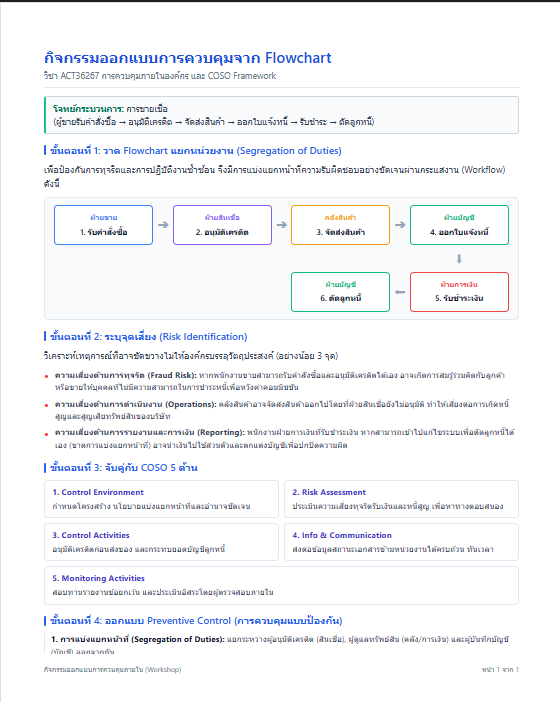 กิจกรรมออกแบบการควบคุมจาก Flowchart
วิชา ACT36267 การควบคุมภายในองค์กร และ COSO Framework
โจทย์กระบวนการ: การขายเชื่อ
(ผู้ขายรับคำสั่งซื้อ → อนุมัติเครดิต → จัดส่งสินค้า → ออกใบแจ้งหนี้ → รับชำระ → ตัดลูกหนี้)
ขั้นตอนที่ 1: วาด Flowchart แยกหน่วยงาน (Segregation of Duties)
เพื่อป้องกันการทุจริตและการปฏิบัติงานซ้ำซ้อน จึงมีการแบ่งแยกหน้าที่ความรับผิดชอบอย่างชัดเจนผ่านกระแสงาน (Workflow)
ดังนี้
ฝ่ายขาย
1. รับคำสั่งซื้อ
➔
ฝ่ายสินเชื่อ
2. อนุมัติเครดิต
➔
คลังสินค้า
3. จัดส่งสินค้า
➔
ฝ่ายบัญชี
4. ออกใบแจ้งหนี้
⬇
ฝ่ายบัญชี
6. ตัดลูกหนี้
⬅
ฝ่ายการเงิน
5. รับชำระเงิน
ขั้นตอนที่ 2: ระบุจุดเสี่ยง (Risk Identification)
วิเคราะห์เหตุการณ์ที่อาจขัดขวางไม่ให้องค์กรบรรลุวัตถุประสงค์ (อย่างน้อย 3 จุด)
• ความเสี่ยงด้านการทุจริต (Fraud Risk): หากพนักงานขายสามารถรับคำสั่งซื้อและอนุมัติเครดิตได้เอง อาจเกิดการสมรู้ร่วมคิดกับลูกค้า
หรือขายให้บุคคลที่ไม่มีความสามารถในการชำระหนี้เพื่อหวังค่าคอมมิชชัน
• ความเสี่ยงด้านการดำเนินงาน (Operations): คลังสินค้าอาจจัดส่งสินค้าออกไปโดยที่ฝ่ายสินเชื่อยังไม่อนุมัติ ทำให้เสี่ยงต่อการเกิดหนี้
สูญและสูญเสียทรัพย์สินของบริษัท
• ความเสี่ยงด้านการรายงานและการเงิน (Reporting): พนักงานฝ่ายการเงินที่รับชำระเงิน หากสามารถเข้าไปแก้ไขระบบเพื่อตัดลูกหนี้ได้
เอง (ขาดการแบ่งแยกหน้าที่) อาจนำเงินไปใช้ส่วนตัวและตกแต่งบัญชีเพื่อปกปิดความผิด
ขั้นตอนที่ 3: จับคู่กับ COSO 5 ด้าน
1. Control Environment
กำหนดโครงสร้าง นโยบายแบ่งแยกหน้าที่และอำนาจชัดเจน
2. Risk Assessment
ประเมินความเสี่ยงทุจริตรับเงินและหนี้สูญ เพื่อหาทางตอบสนอง
3. Control Activities
อนุมัติเครดิตก่อนส่งของ และกระทบยอดบัญชีลูกหนี้
4. Info & Communication
ส่งต่อข้อมูลสถานะเอกสารข้ามหน่วยงานได้ครบถ้วน ทันเวลา
5. Monitoring Activities
สอบทานรายงานข้อยกเว้น และประเมินอิสระโดยผู้ตรวจสอบภายใน
ขั้นตอนที่ 4: ออกแบบ Preventive Control (การควบคุมแบบป้องกัน)
1. การแบ่งแยกหน้าที่ (Segregation of Duties): แยกระหว่างผู้อนุมัติเครดิต (สินเชื่อ), ผู้ดูแลทรัพย์สิน (คลัง/การเงิน) และผู้บันทึกบัญชี
(บัญชี) ออกจากกัน
กิจกรรมออกแบบการควบคุมภายใน (Workshop)
หน้า 1 จาก 1